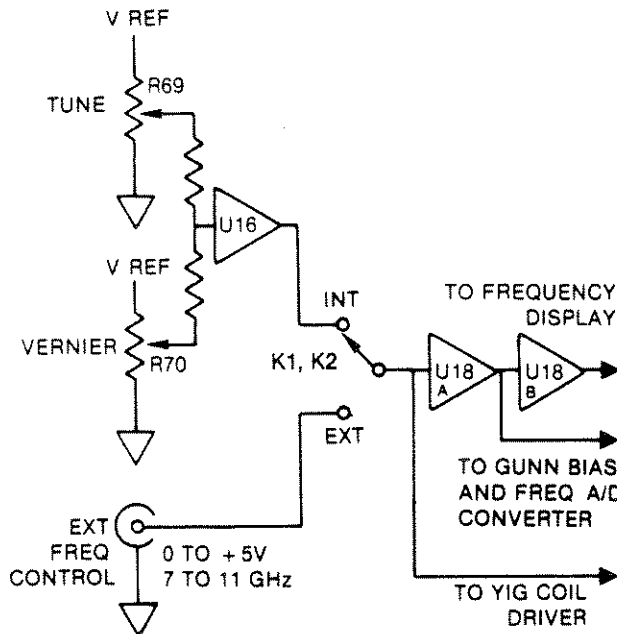 V REF
R69
TUNE
U16
V REF
INT
TO FREQUENCY
DISPLAY
VERNIER
R70
K1, K2
U18
A
U18
B
EXT
TO GUNN BIAS
AND FREQ A/D
CONVERTER
EXT
FREQ
CONTROL
0 TO +5V
7 TO 11 GHz
TO YIG COIL
DRIVER